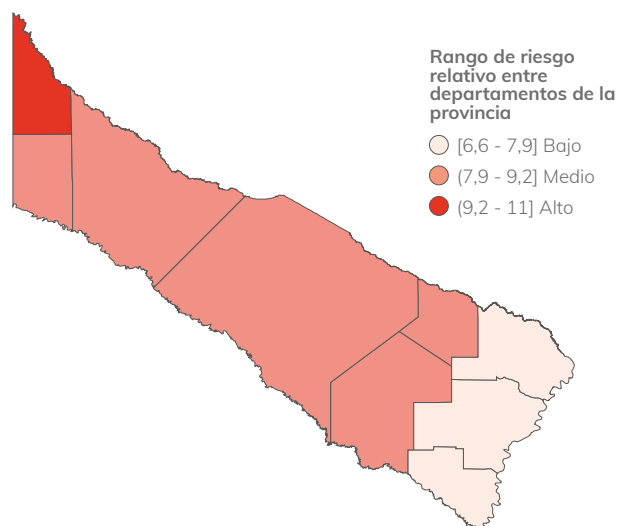 Rango de riesgo
relativo entre
departamentos de la
provincia
[6,6 - 7,9] Bajo
(7,9 - 9,2] Medio
(9,2 - 11] Alto